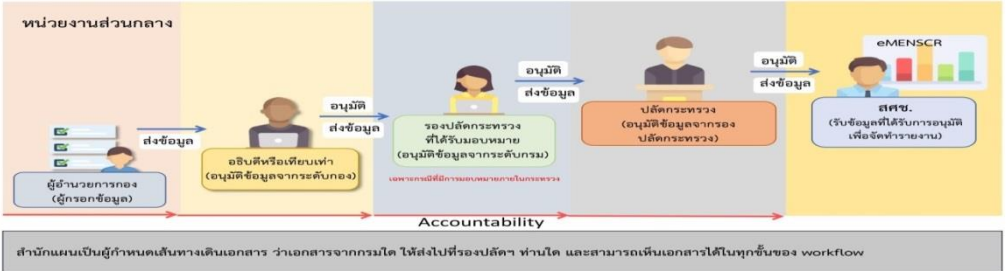 หน่วยงานส่วนกลาง
ส่งข้อมูล
ผู้อำนวยการกอง
(ผู้กรอกข้อมูล)
อนุมัติ
ส่งข้อมูล
อธิบดีหรือเทียบเท่า
(อนุมัติข้อมูลจากระดับกอง)
อนุมัติ
ส่งข้อมูล
รองปลัดกระทรวง
ที่ได้รับมอบหมาย
(อนุมัติข้อมูลจากระดับกรม)
เฉพาะกรณีที่มีการมอบหมายภายในกระทรวง
อนุมัติ
ส่งข้อมูล
ปลัดกระทรวง
(อนุมัติข้อมูลจากรอง
ปลัดกระทรวง)
eMENSCR
สศช.
(รับข้อมูลที่ได้รับการอนุมัติ
เพื่อจัดทำรายงาน)
Accountability
สำนักแผนเป็นผู้กำหนดเส้นทางเดินเอกสาร ว่าเอกสารจากกรมใด ให้ส่งไปที่รองปลัดฯ ท่านใด และสามารถเห็นเอกสารได้ในทุกขั้นของ workflow